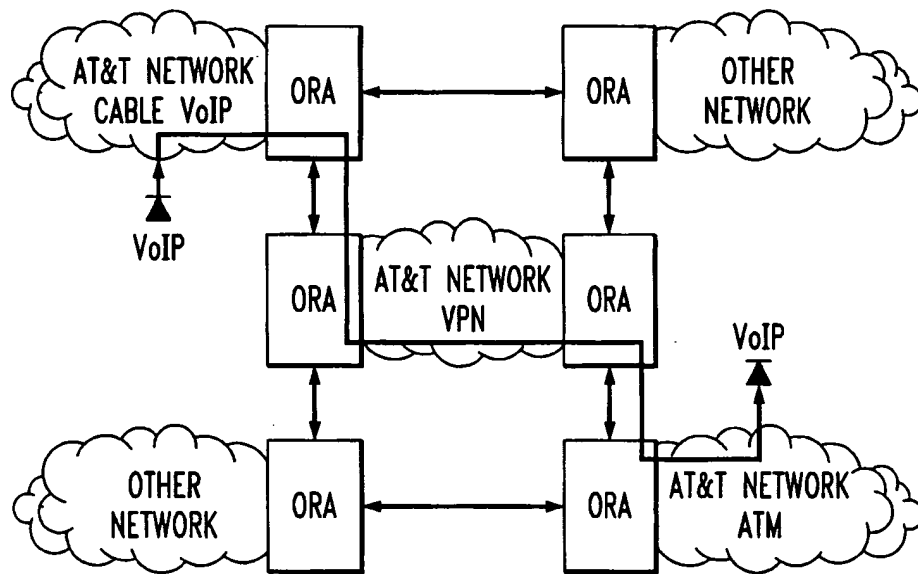 AT&T NETWORK
CABLE VoIP
ORA
ORA
OTHER
NETWORK
VoIP
ORA
AT&T NETWORK
VPN
ORA
VoIP
OTHER
NETWORK
ORA
ORA
AT&T NETWORK
ATM